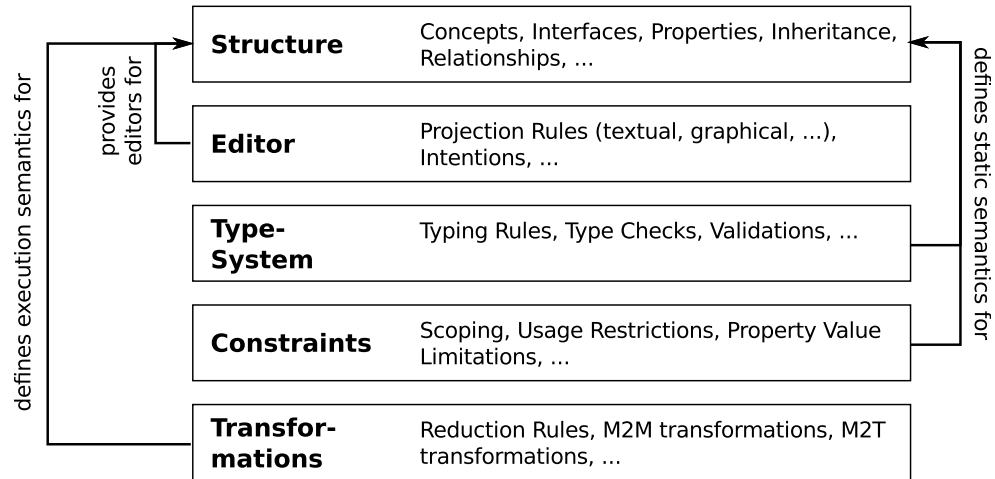 Structure
Concepts, Interfaces, Properties, Inheritance,
Relationships, ...
Editor
Projection Rules (textual, graphical, ...),
Intentions, ...
Type-
System
Typing Rules, Type Checks, Validations, ...
Constraints
Scoping, Usage Restrictions, Property Value
Limitations, ...
Transfor-
mations
Reduction Rules, M2M transformations, M2T
transformations, ...
defines execution semantics for
provides
editors for
defines static semantics for